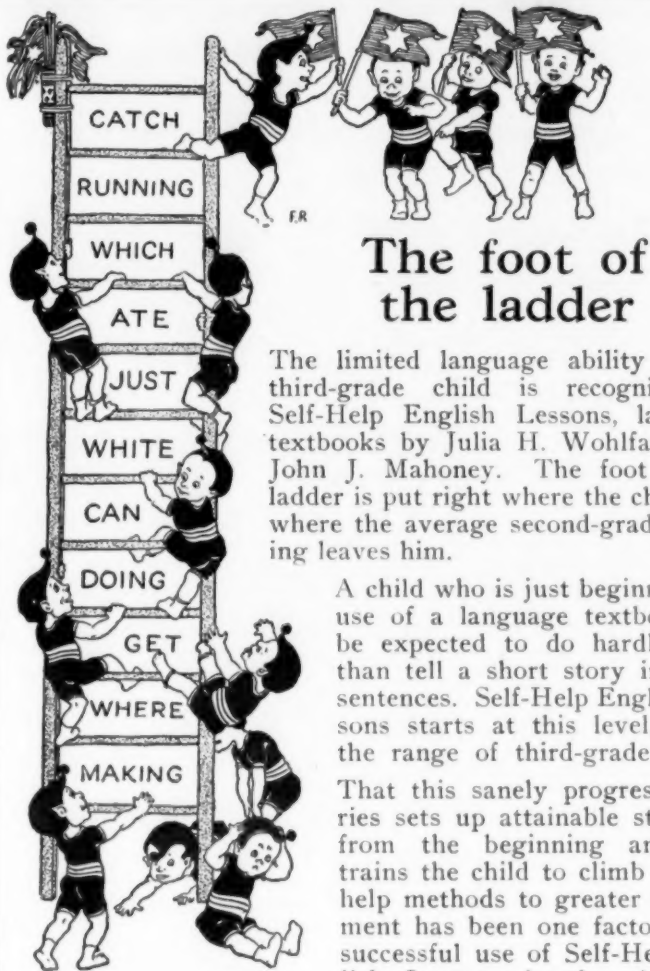 CATCH
RUNNING
WHICH
ATE
JUST
WHITE
CAN
DOING
GET
WHERE
MAKING
F.R
The foot of
the ladder
The limited language ability
third-grade child is recogni
Self-Help English Lessons, la
textbooks by Julia H. Wohlfa
John J. Mahoney. The foot
ladder is put right where the ch
where the average second-grad
ing leaves him.
A child who is just beginn
use of a language textbo
be expected to do hardl
than tell a short story i
sentences. Self-Help Engl
sons starts at this level
the range of third-grade
That this sanely progres
ries sets up attainable st
from the beginning an
trains the child to climb
help methods to greater
ment has been one facto
successful use of Self-He